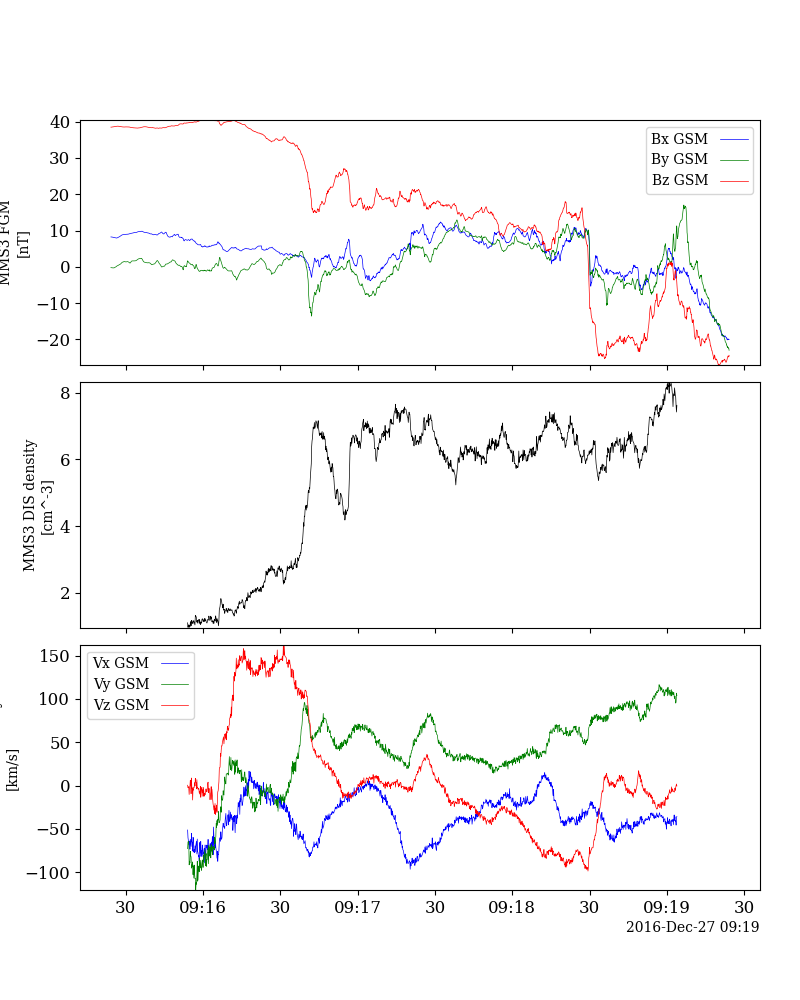 40
30
20
10
0
−10
−20
MMS3 FGM
[nT]
Bx GSM
By GSM
Bz GSM
8
6
4
2
MMS3 DIS density
[cm^-3]
150
100
50
0
−50
−100
[km/s]
Vx GSM
Vy GSM
Vz GSM
30 09:16 30 09:17 30 09:18 30 09:19 30
2016-Dec-27 09:19